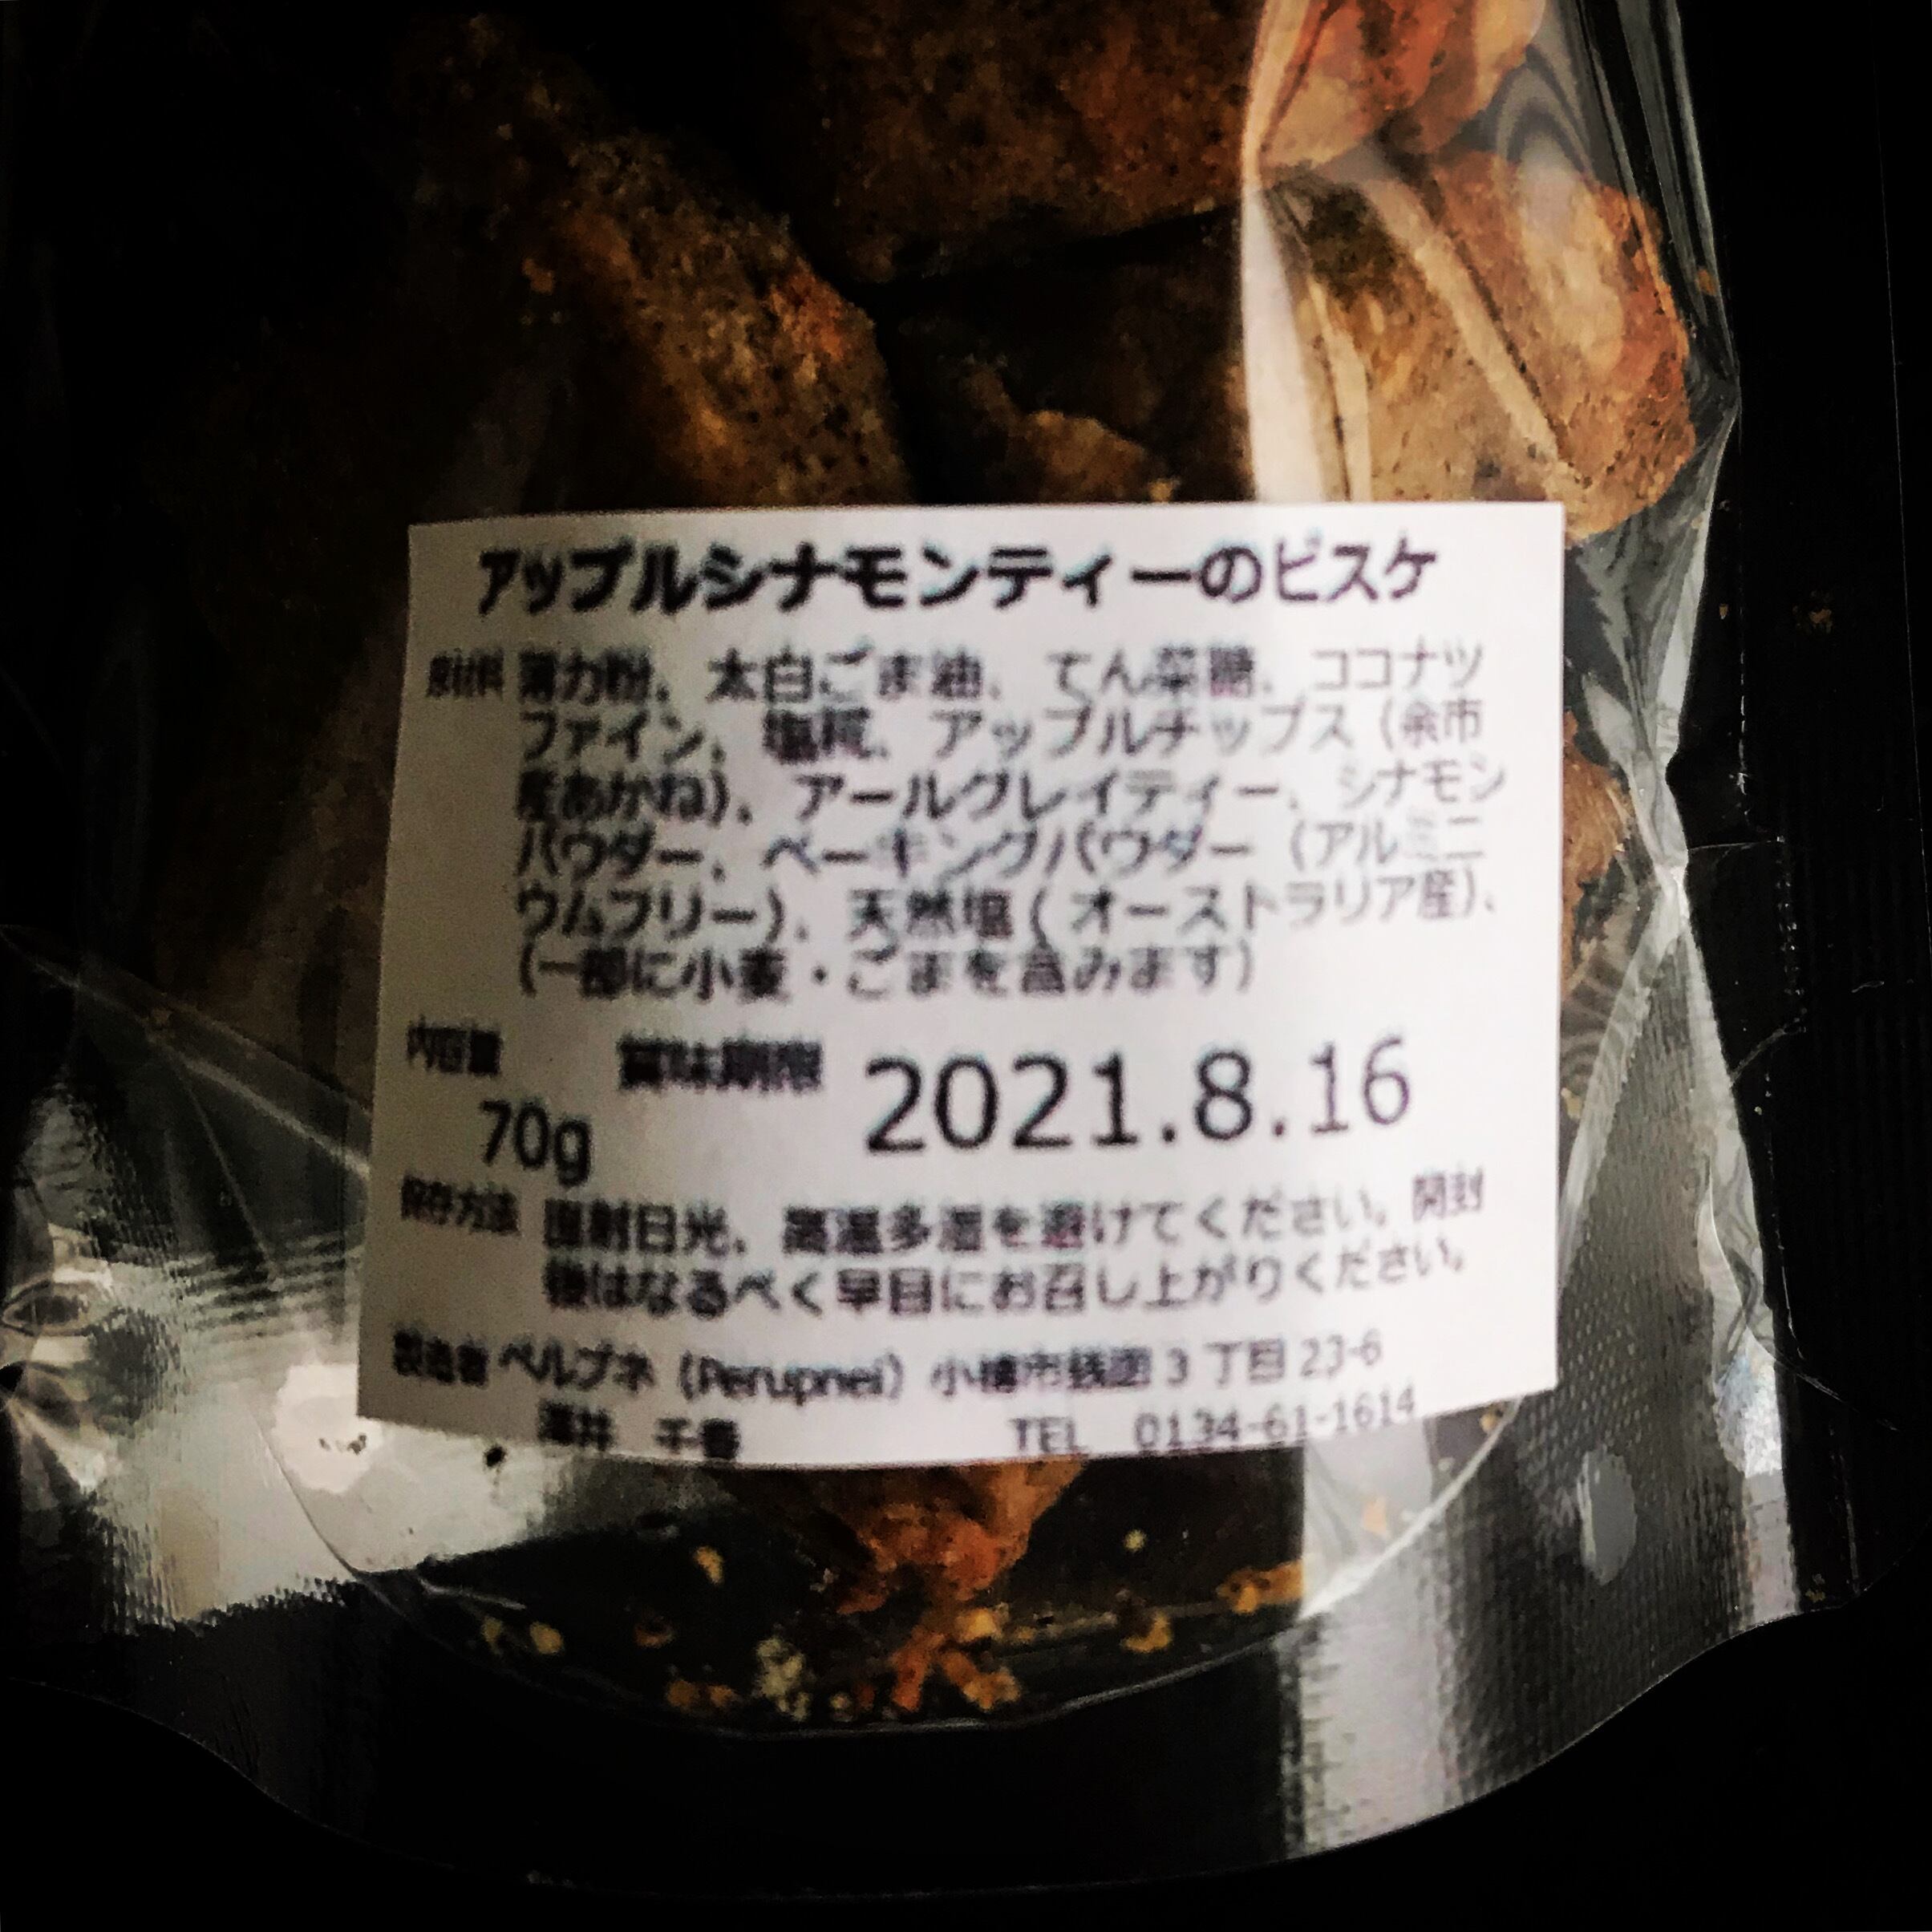 アップルシナモンティーのビスケ
原材料 薄力粉、太白ごま油、てん菜糖、ココナツ
ファイン、塩糀、アップルチップス（余市
産あかね）、アールグレイティー、シナモン
パウダー、ベーキングパウダー（アルミニ
ウムフリー）、天然塩（オーストラリア産）、
（一部に小麦・ごまを含みます）
内容量 賞味期限 2021.8.16
70g
保存方法 直射日光、高温多湿を避けてください。開封
後はなるべく早目にお召し上がりください。
製造者 ペルプネ（Perupnei）小樽市銭函3丁目23-6
千春 TEL 0134-61-1614